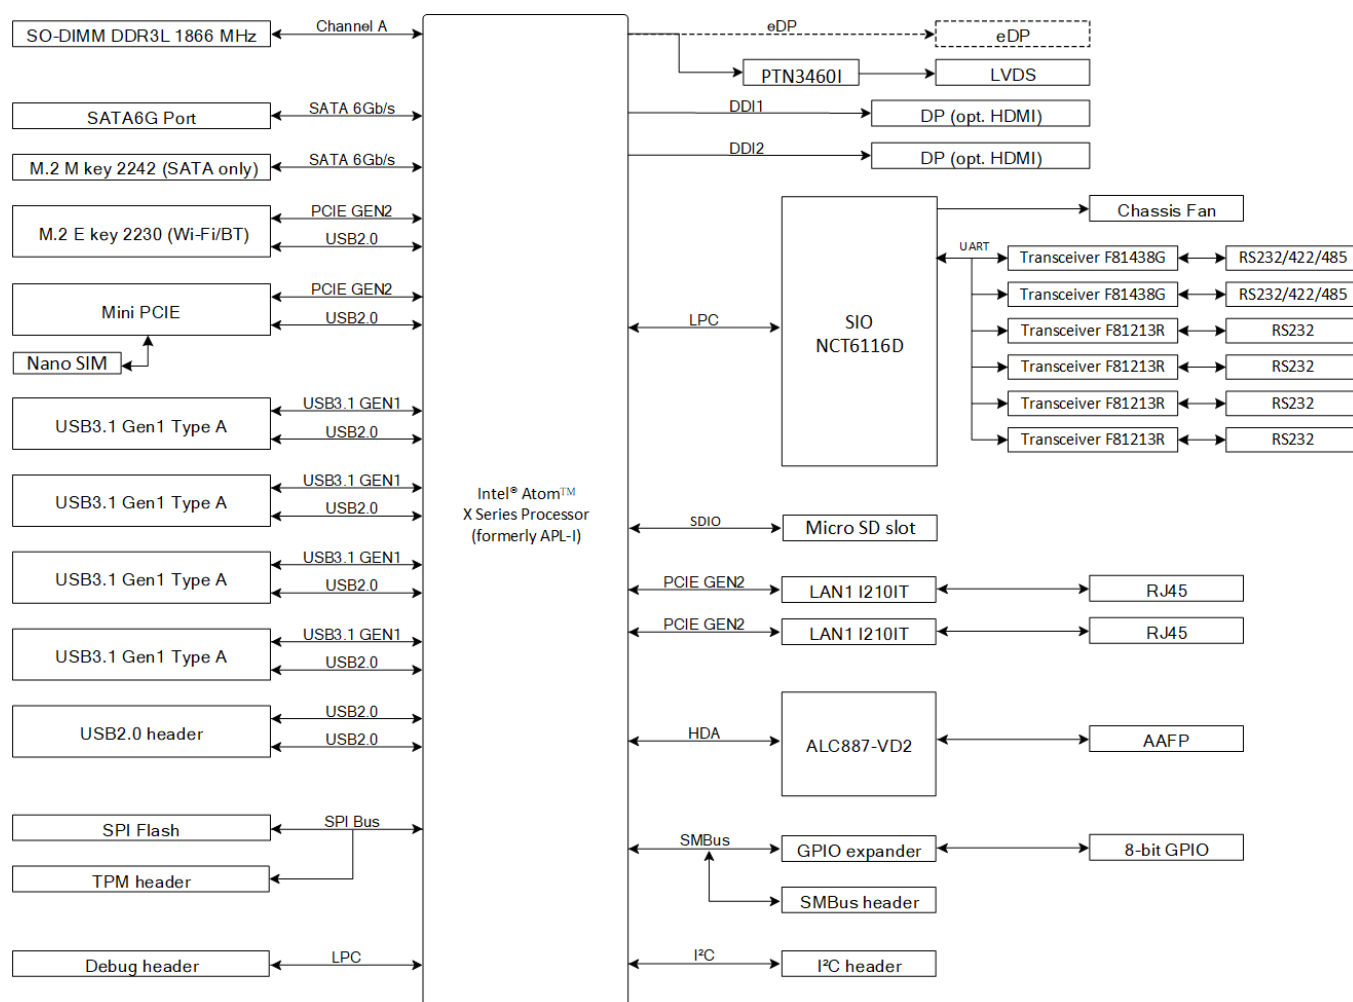 SO-DIMM DDR3L 1866 MHz
Channel A
SATA6G Port
SATA 6Gb/s
M.2 M key 2242 (SATA only)
SATA 6Gb/s
M.2 E key 2230 (Wi-Fi/BT)
PCIE GEN2
USB2.0
Mini PCIE
PCIE GEN2
USB2.0
Nano SIM
USB3.1 Gen1 Type A
USB3.1 GEN1
USB2.0
USB3.1 Gen1 Type A
USB3.1 GEN1
USB2.0
USB3.1 Gen1 Type A
USB3.1 GEN1
USB2.0
USB3.1 Gen1 Type A
USB3.1 GEN1
USB2.0
USB2.0 header
USB2.0
USB2.0
SPI Flash
SPI Bus
TPM header
Debug header
LPC
Intel® Atom™
X Series Processor
(formerly APL-I)
eDP
eDP
PTN3460I
LVDS
DDI1
DP (opt. HDMI)
DDI2
DP (opt. HDMI)
LPC
SIO
NCT6116D
Chassis Fan
UART
Transceiver F81438G
RS232/422/485
Transceiver F81438G
RS232/422/485
Transceiver F81213R
RS232
Transceiver F81213R
RS232
Transceiver F81213R
RS232
Transceiver F81213R
RS232
SDIO
Micro SD slot
PCIE GEN2
LAN1 I210IT
RJ45
PCIE GEN2
LAN1 I210IT
RJ45
HDA
ALC887-VD2
AAFP
SMBus
GPIO expander
8-bit GPIO
SMBus header
I²C
I²C header